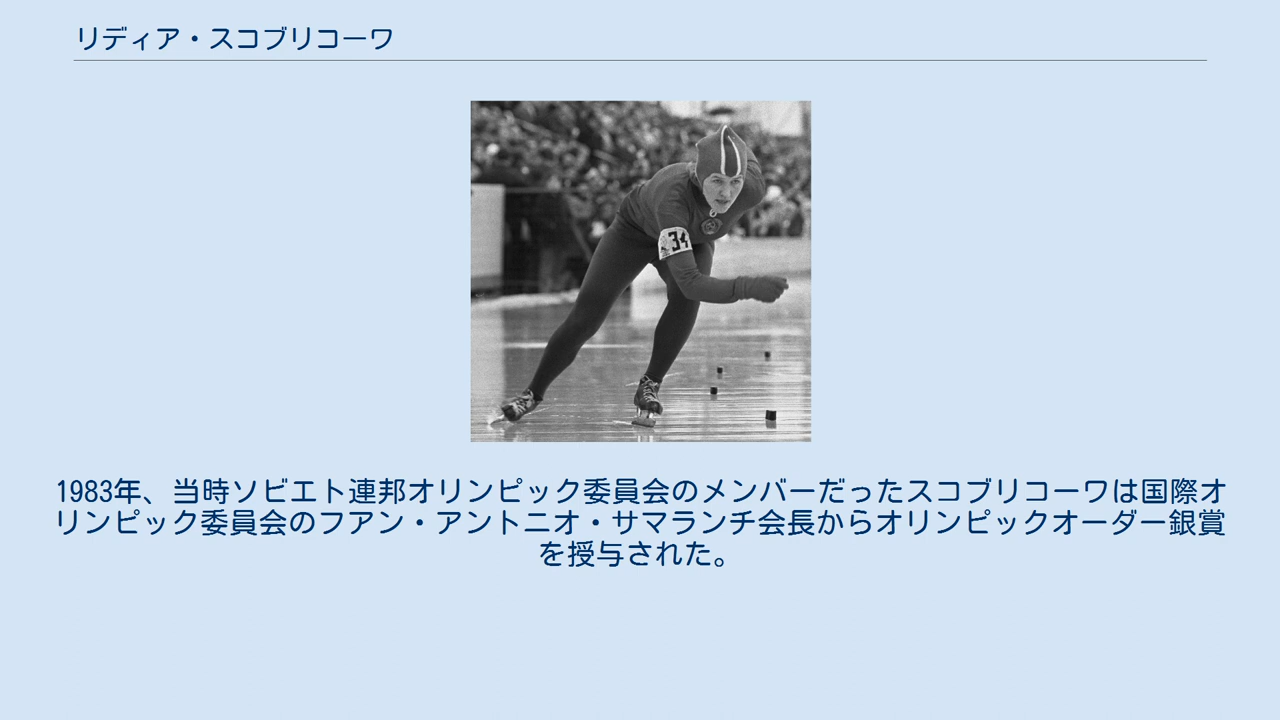 リディア・スコブリコーワ
34
1983年、当時ソビエト連邦オリンピック委員会のメンバーだったスコブリコーワは国際オ
リンピック委員会のフアン・アントニオ・サマランチ会長からオリンピックオーダー銀賞
を授与された。